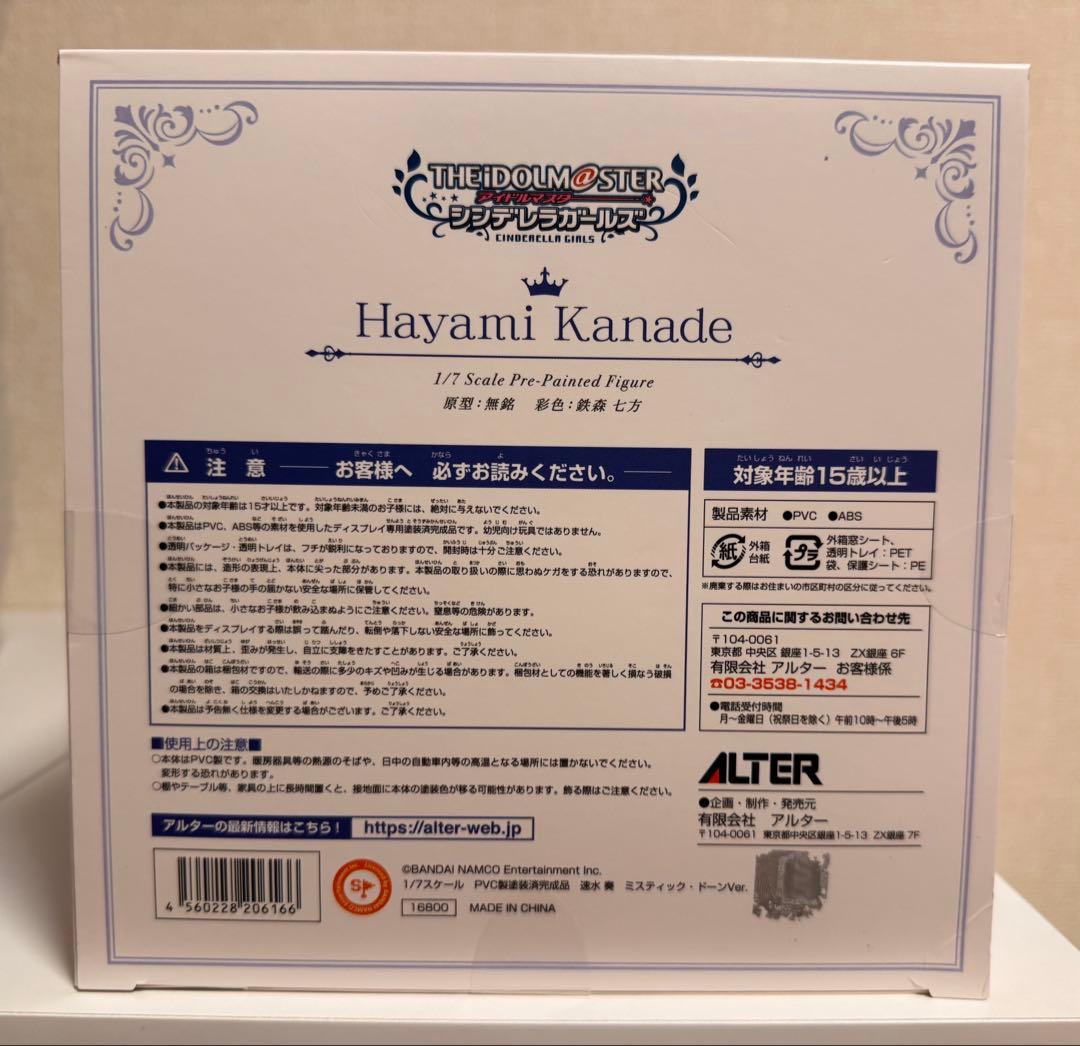 THE iDOLM@STER
アイドルマスター
シンデレラガールズ
CINDERELLA GIRLS
Hayami Kanade
1/7 Scale Pre-Painted Figure
原型：無銘　彩色：鉄森 七方
注意 お客様へ 必ずお読みください。
●本製品の対象年齢は15才以上です。対象年齢未満のお子様には、絶対に与えないでください。
●本製品はPVC、ABS等の素材を使用したディスプレイ専用塗装済完成品です。幼児向け玩具ではありません。
●透明パッケージ・透明トレイは、フチが鋭利になっておりますので、開封時は十分ご注意ください。
●本製品には、造形の表現上、本体に尖った部分があります。本製品の取り扱いの際に思わぬケガをする恐れがありますので、
特に小さなお子様の手の届かない安全な場所に保管してください。
●細かい部品は、小さなお子様が飲み込まぬようにご注意ください。窒息等の危険があります。
●本製品をディスプレイする際は誤って踏んだり、転倒や落下しない安全な場所に飾ってください。
●本製品は材質上、歪みが発生し、自立に支障をきたすことがあります。ご了承ください。
●本製品の箱は梱包材ですので、輸送の際に多少のキズや凹みが生じる場合があります。梱包材としての機能を著しく損なう破損
の場合を除き、箱の交換はいたしかねますので、予めご了承ください。
●本製品は予告無く仕様を変更する場合がございます。ご了承ください。
■使用上の注意■
○本体はPVC製です。暖房器具等の熱源のそばや、日中の自動車内等の高温となる場所には置かないでください。
変形する恐れがあります。
○棚やテーブル等、家具の上に長時間置くと、接地面に本体の塗装色が移る可能性があります。飾る際はご注意ください。
アルターの最新情報はこちら！ https://alter-web.jp
4 560228 206166
©BANDAI NAMCO Entertainment Inc.
1/7スケール　PVC製塗装済完成品　速水 奏　ミスティック・ドーンVer.
16800 MADE IN CHINA
対象年齢15歳以上
製品素材 ●PVC ●ABS
紙 外箱
台紙
プラ 外箱窓シート、
透明トレイ：PET
袋、保護シート：PE
※廃棄する際はお住まいの市区町村の区分に従ってください。
この商品に関するお問い合わせ先
〒104-0061
東京都 中央区 銀座1-5-13　ZX銀座 6F
有限会社 アルター お客様係
☎03-3538-1434
●電話受付時間
月〜金曜日（祝祭日を除く）午前10時〜午後5時
ALTER
●企画・制作・発売元
有限会社　アルター
〒104-0061 東京都中央区銀座1-5-13 ZX銀座 7F